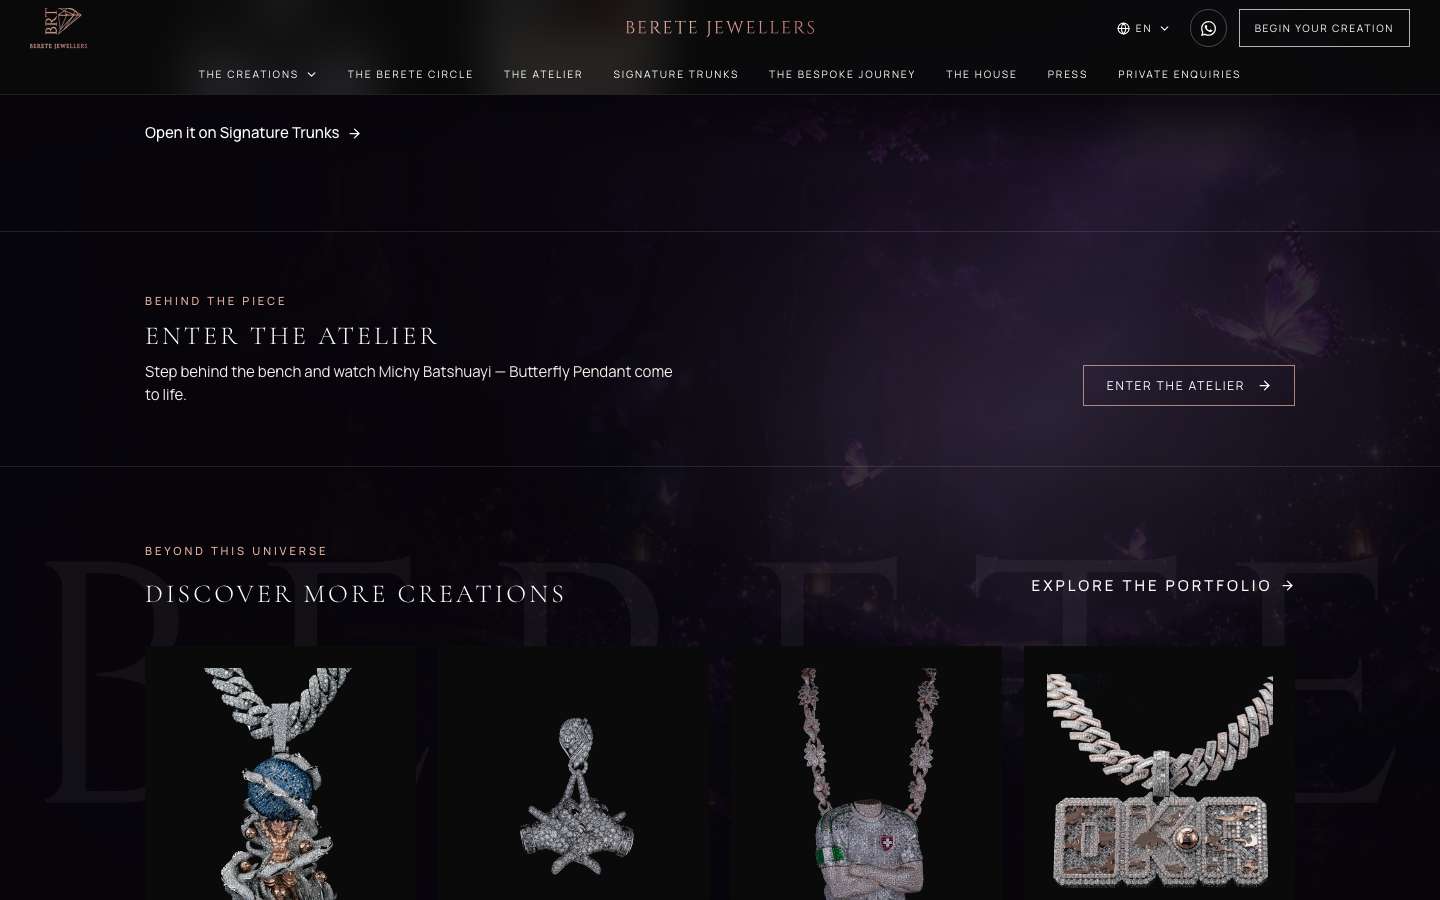 BRT
BERETE JEWELLERS
BERETE JEWELLERS
EN
BEGIN YOUR CREATION
THE CREATIONS
THE BERETE CIRCLE
THE ATELIER
SIGNATURE TRUNKS
THE BESPOKE JOURNEY
THE HOUSE
PRESS
PRIVATE ENQUIRIES
Open it on Signature Trunks
BEHIND THE PIECE
ENTER THE ATELIER
Step behind the bench and watch Michy Batshuayi — Butterfly Pendant come
to life.
ENTER THE ATELIER
BEYOND THIS UNIVERSE
DISCOVER MORE CREATIONS
EXPLORE THE PORTFOLIO
BERETE